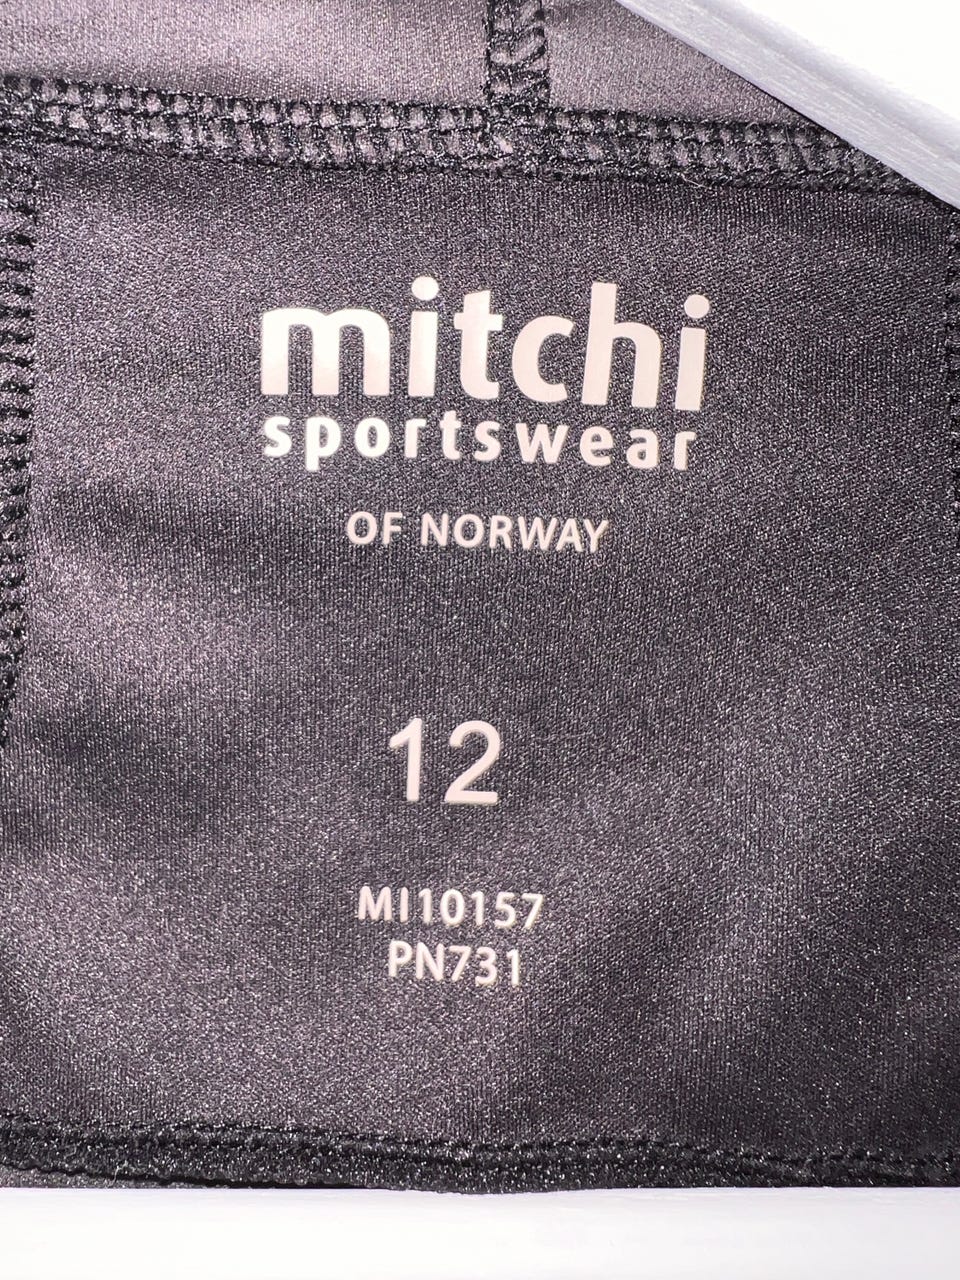 mitchi
sportswear
OF NORWAY
12
MI10157
PN731